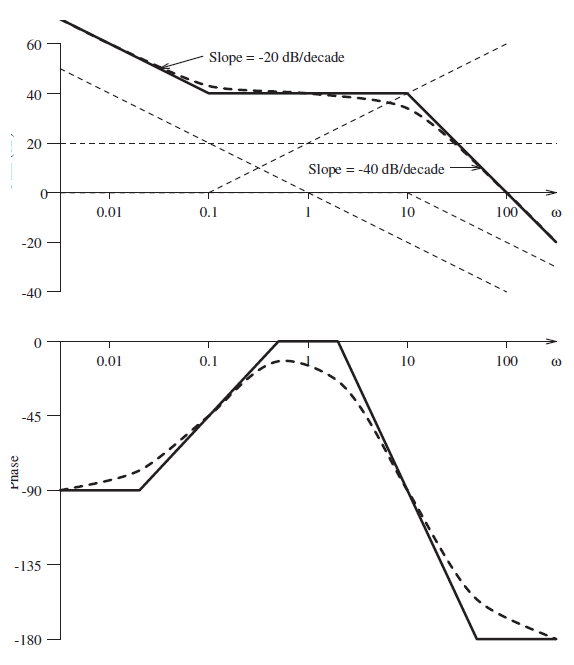 60
Slope = -20 dB/decade
40
20
Slope = -40 dB/decade
0
0.01 0.1 1 10 100 ω
-20
-40
0
0.01 0.1 1 10 100 ω
-45
Phase
-90
-135
-180